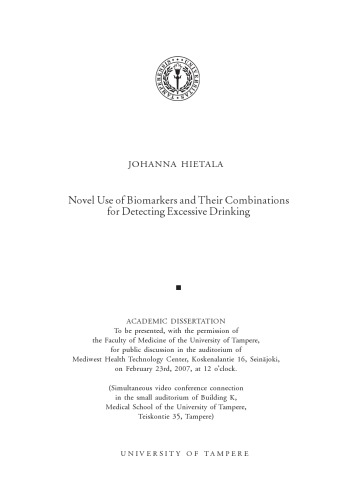 JOHANNA HIETALA
Novel Use of Biomarkers and Their Combinations
for Detecting Excessive Drinking
ACADEMIC DISSERTATION
To be presented, with the permission of
the Faculty of Medicine of the University of Tampere,
for public discussion in the auditorium of
Mediwest Health Technology Center, Koskenalantie 16, Seinäjoki,
on February 23rd, 2007, at 12 o'clock.
(Simultaneous video conference connection
in the small auditorium of Building K,
Medical School of the University of Tampere,
Teiskontie 35, Tampere)
UNIVERSITY OF TAMPERE